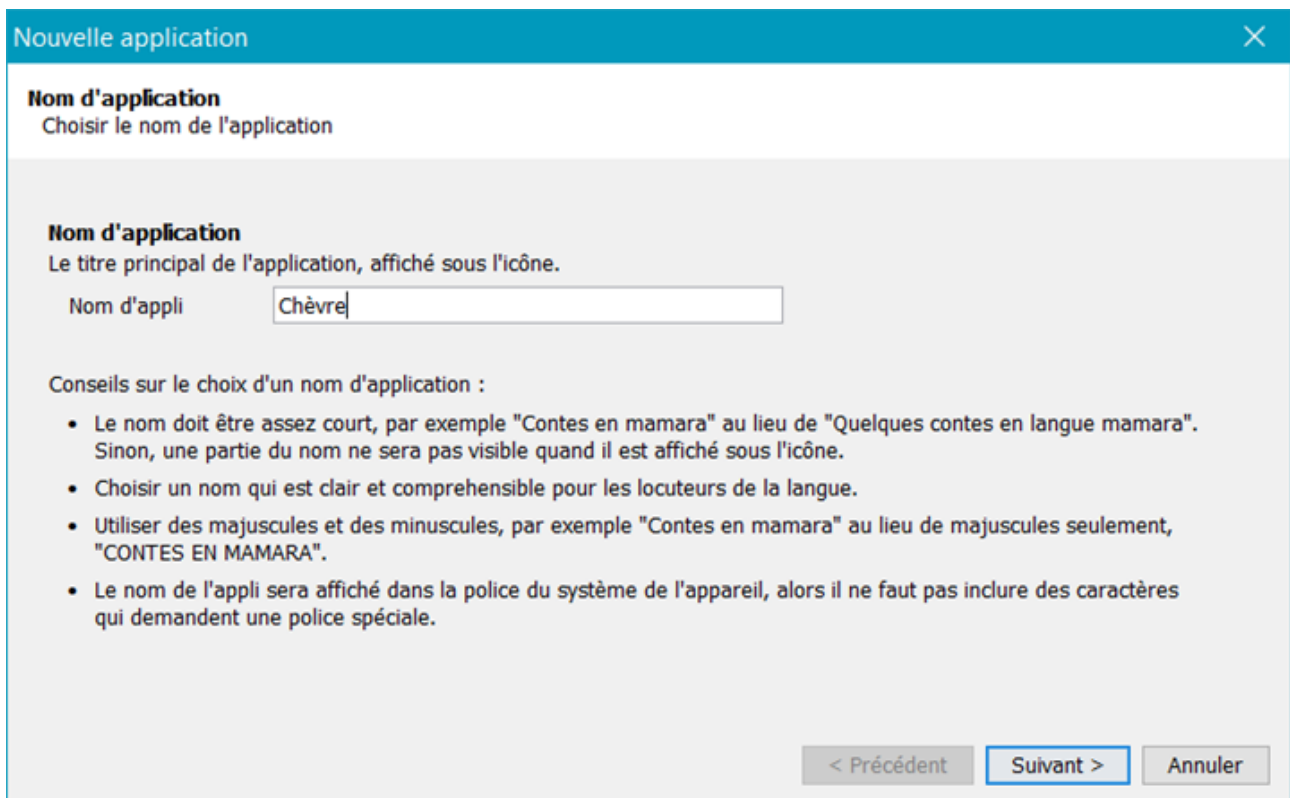 Nouvelle application
Nom d'application
Choisir le nom de l'application
Nom d'application
Le titre principal de l'application, affiché sous l'icône.
Nom d'appli Chèvre
Conseils sur le choix d'un nom d'application :
• Le nom doit être assez court, par exemple "Contes en mamara" au lieu de "Quelques contes en langue mamara".
Sinon, une partie du nom ne sera pas visible quand il est affiché sous l'icône.
• Choisir un nom qui est clair et comprehensible pour les locuteurs de la langue.
• Utiliser des majuscules et des minuscules, par exemple "Contes en mamara" au lieu de majuscules seulement,
"CONTES EN MAMARA".
• Le nom de l'appli sera affiché dans la police du système de l'appareil, alors il ne faut pas inclure des caractères
qui demandent une police spéciale.
< Précédent Suivant > Annuler